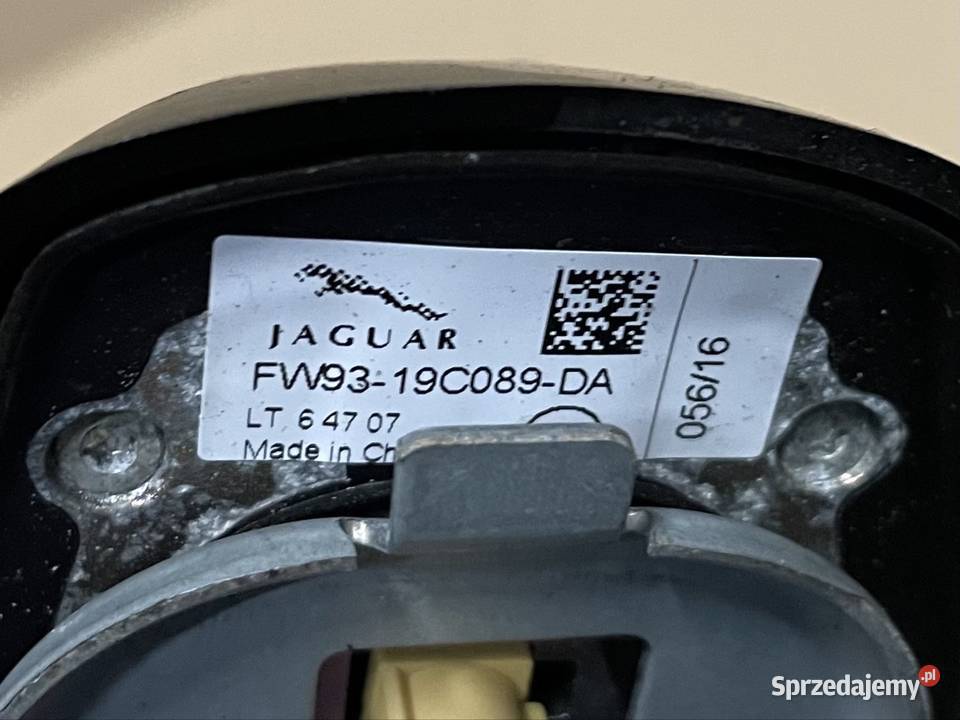 JAGUAR
FW93-19C089-DA
LT 6 47 07
Made in Ch
056/16
Sprzedajemy.pl